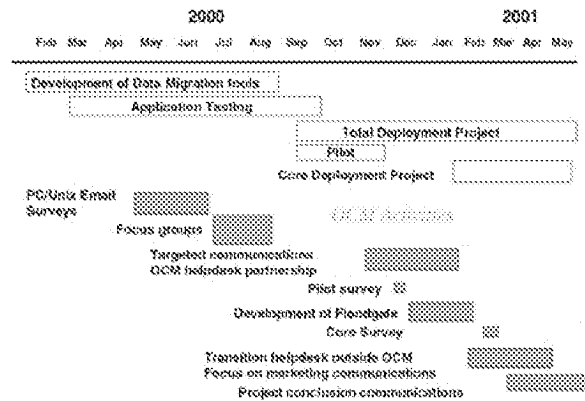 2000 2001
Feb Mar Apr May Jun Jul Aug Sep Oct Nov Dec Jan Feb Mar Apr May
Development of Data Migration tools
Application Testing
Total Deployment Project
Pilot
Core Deployment Project
PC/Unix Email
Surveys
OCM Activities
Focus groups
Targeted communications
OCM helpdesk partnership
Pilot survey
Development of Floodgate
Core Survey
Transition helpdesk outside OCM
Focus on marketing communications
Project conclusion communications